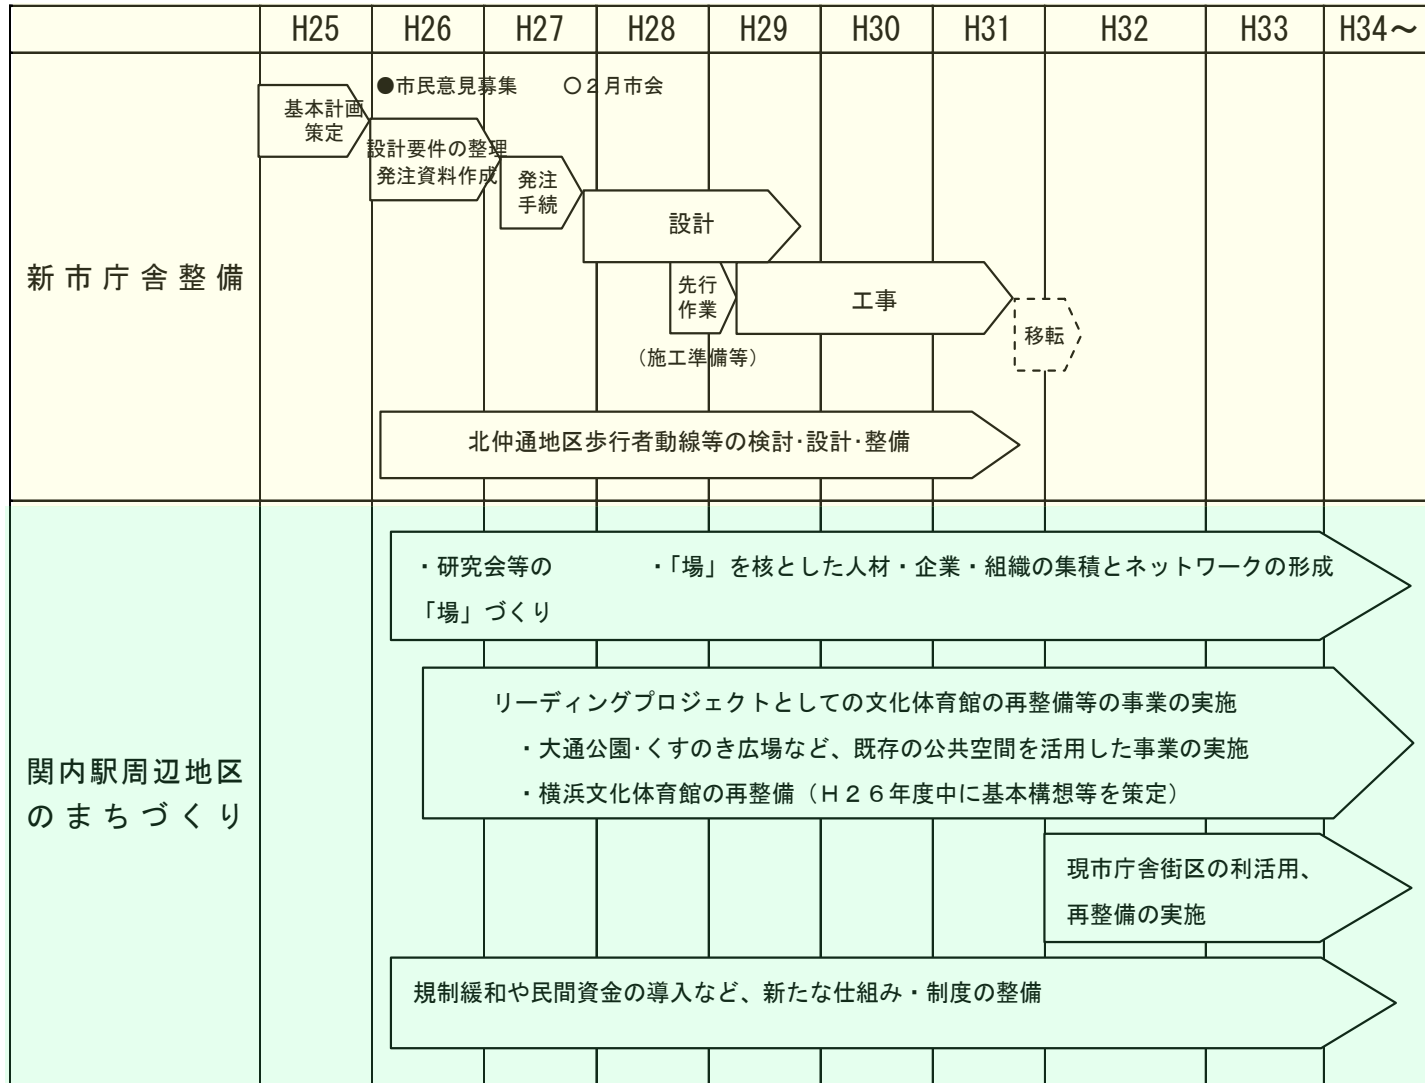 H25 H26 H27 H28 H29 H30 H31 H32 H33 H34～
新市庁舎整備
●市民意見募集 ○２月市会
基本計画
策定
設計要件の整理
発注資料作成
発注
手続
設計
先行
作業
（施工準備等）
工事
移転
北仲通地区歩行者動線等の検討･設計･整備
関内駅周辺地区
のまちづくり
・研究会等の ・「場」を核とした人材・企業・組織の集積とネットワークの形成
「場」づくり
リーディングプロジェクトとしての文化体育館の再整備等の事業の実施
・大通公園･くすのき広場など、既存の公共空間を活用した事業の実施
・横浜文化体育館の再整備（Ｈ２６年度中に基本構想等を策定）
現市庁舎街区の利活用、
再整備の実施
規制緩和や民間資金の導入など、新たな仕組み・制度の整備